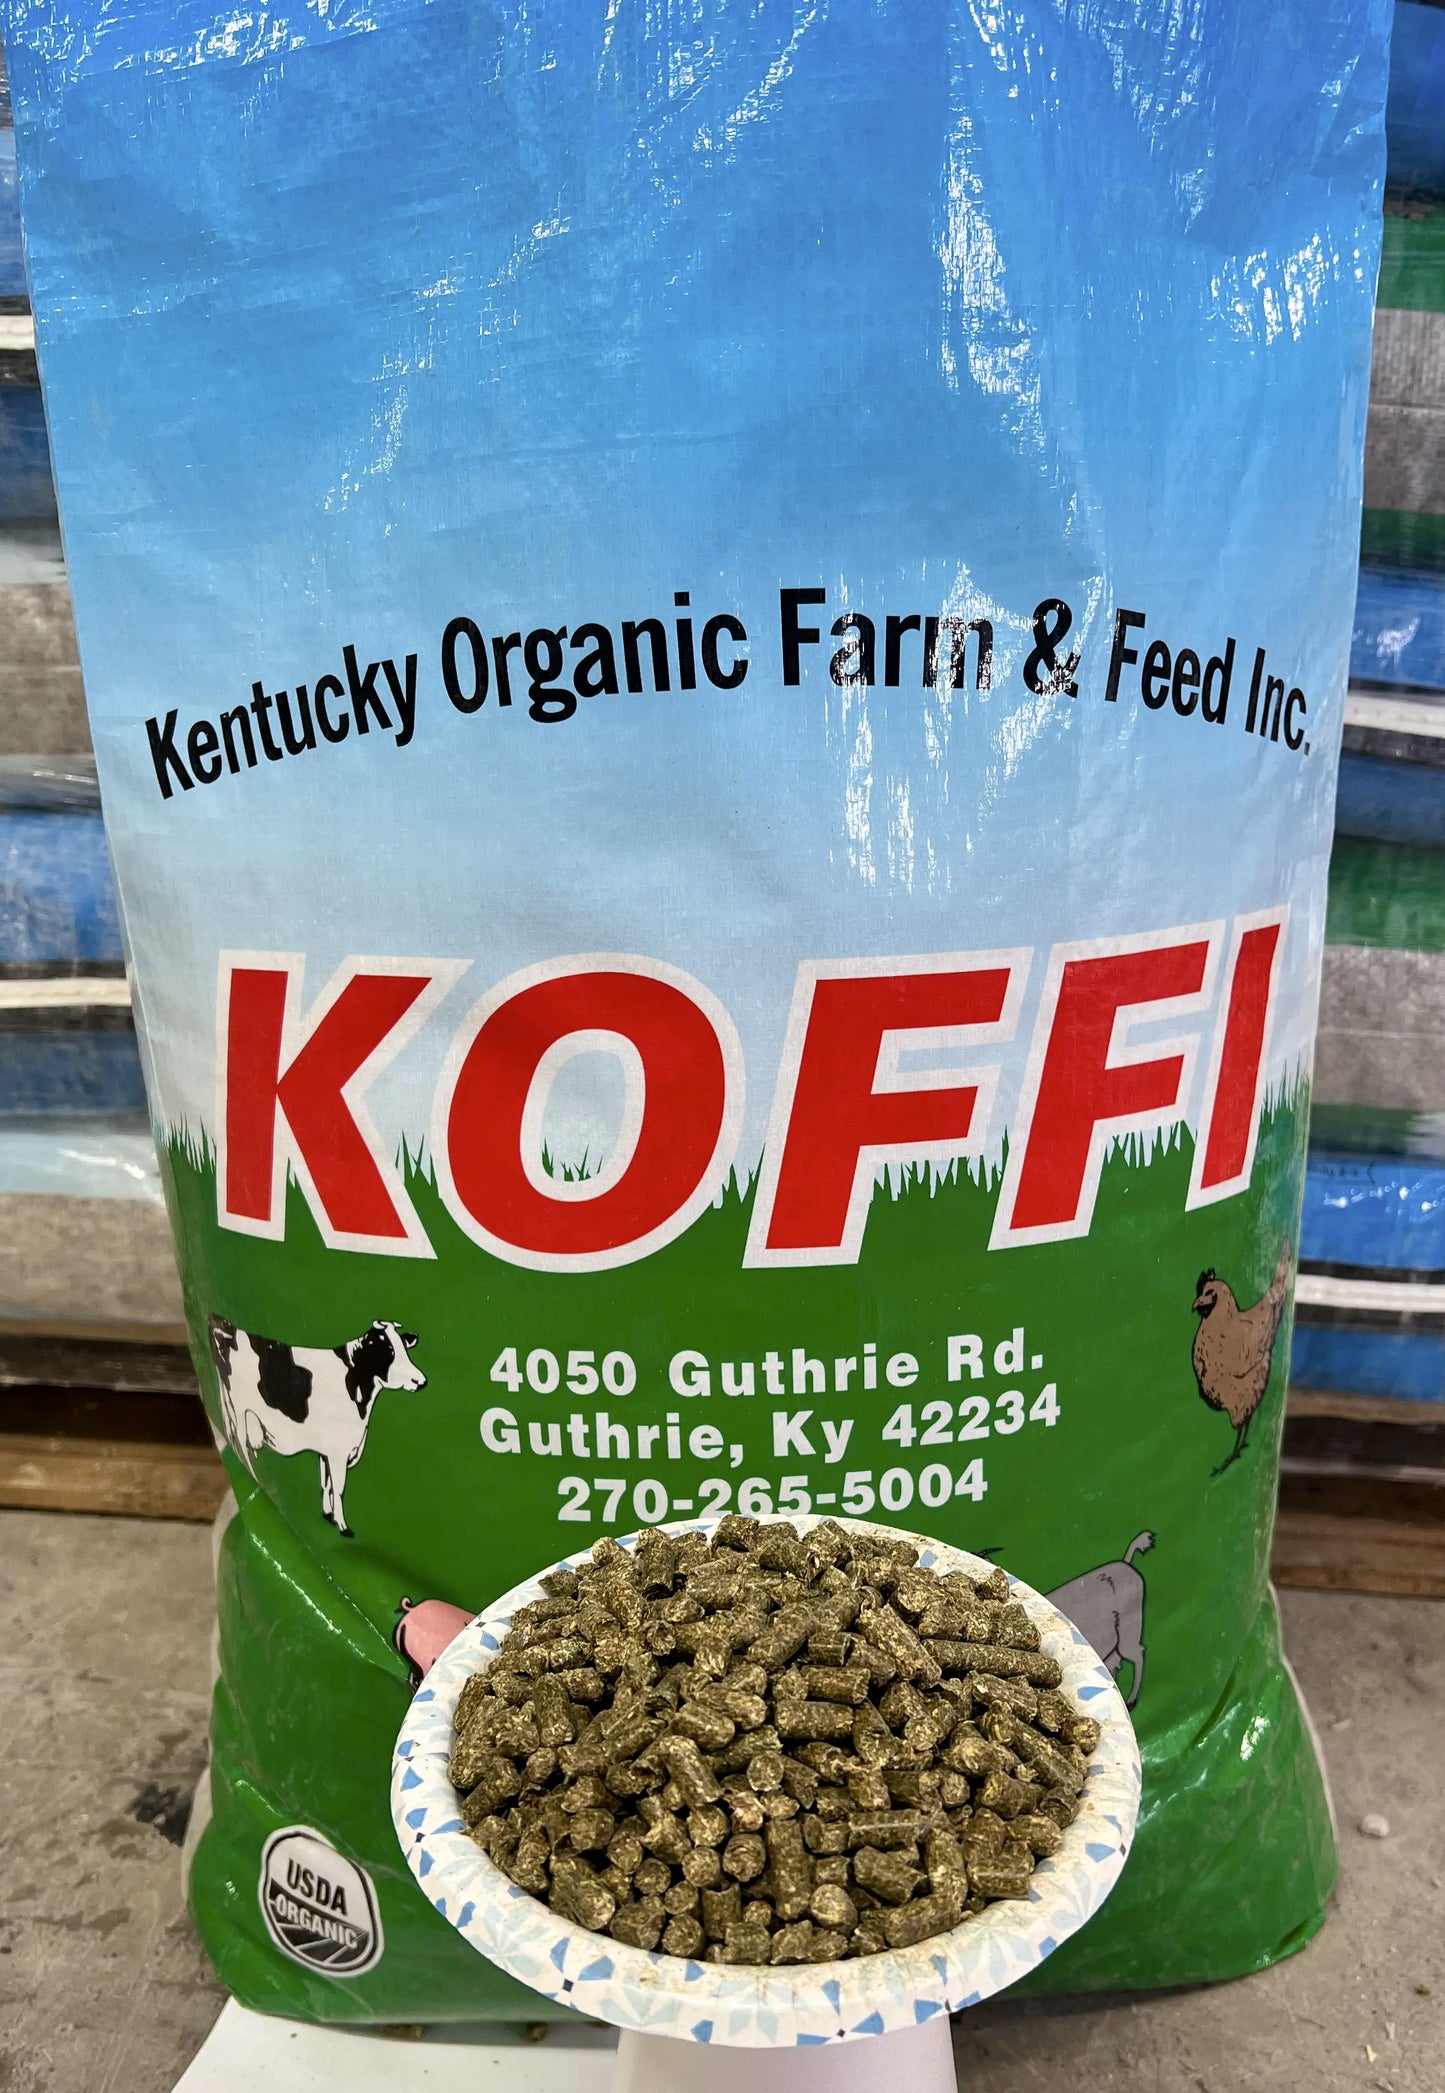 Kentucky Organic Farm & Feed Inc.
KOFFI
4050 Guthrie Rd.
Guthrie, Ky 42234
270-265-5004
USDA
ORGANIC